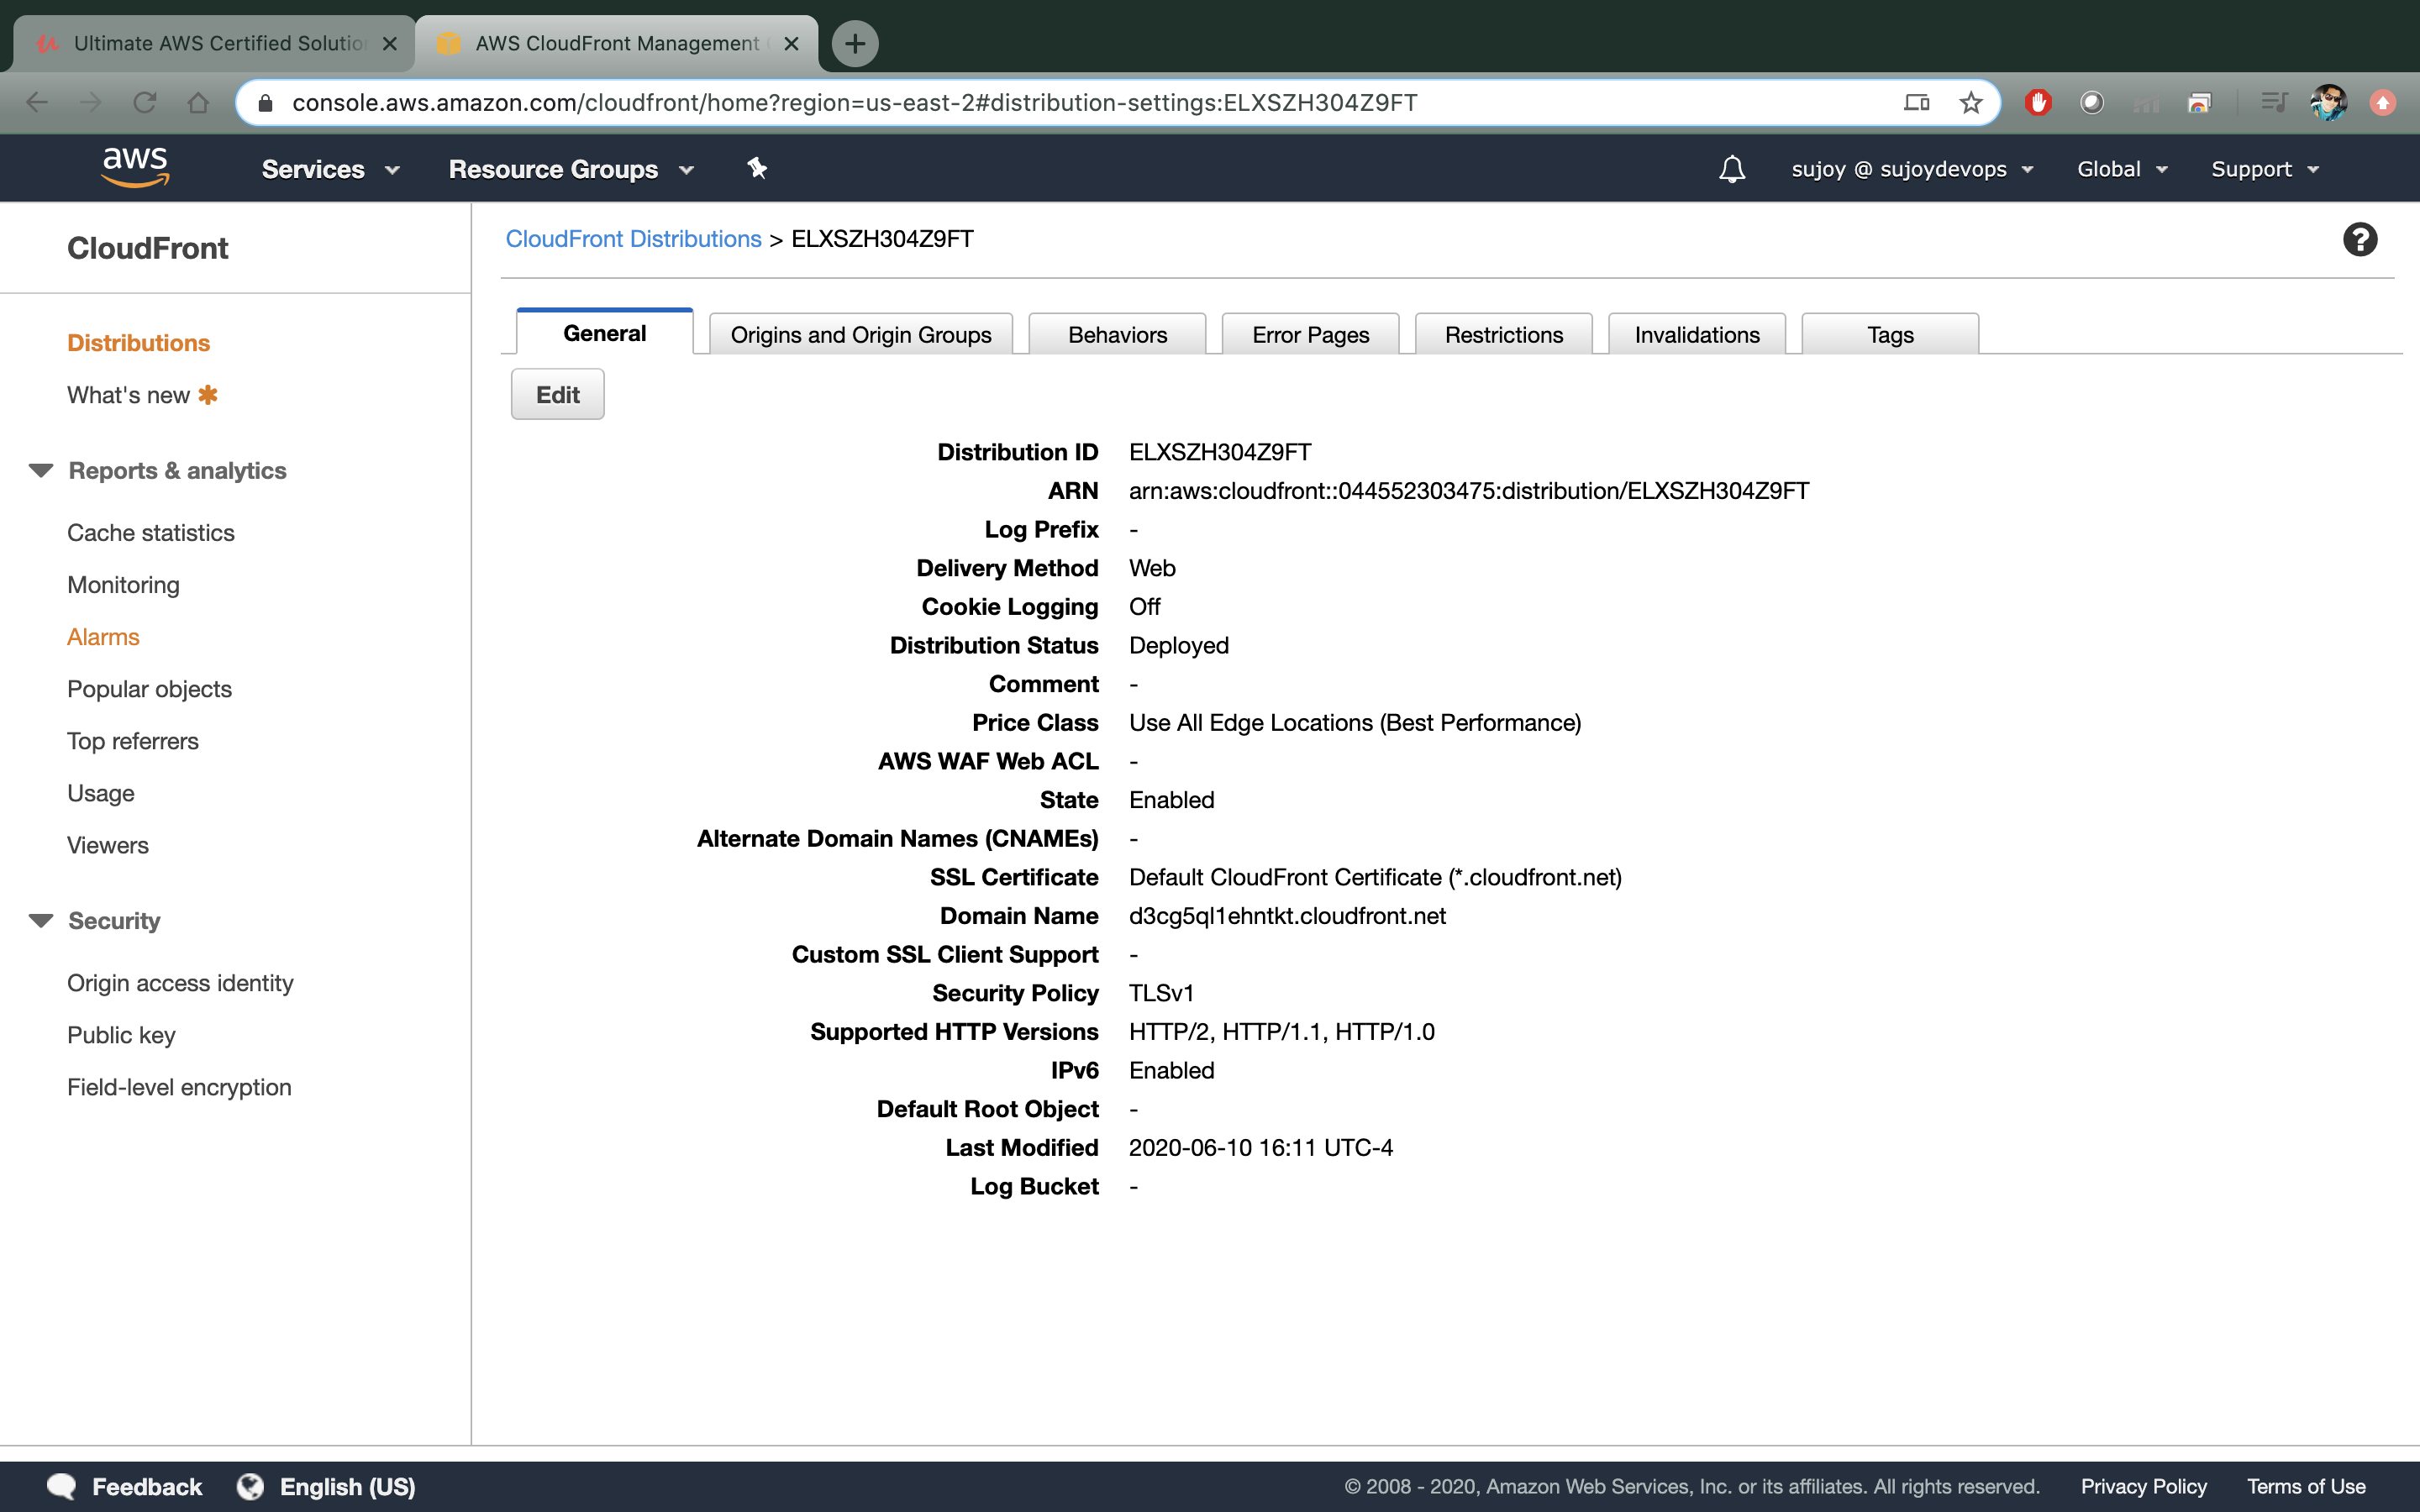 Ultimate AWS Certified Solutio
AWS CloudFront Management
console.aws.amazon.com/cloudfront/home?region=us-east-2#distribution-settings:ELXSZH304Z9FT
aws Services Resource Groups sujoy @ sujoydevops Global Support
CloudFront
Distributions
What's new
Reports & analytics
Cache statistics
Monitoring
Alarms
Popular objects
Top referrers
Usage
Viewers
Security
Origin access identity
Public key
Field-level encryption
CloudFront Distributions > ELXSZH304Z9FT
General Origins and Origin Groups Behaviors Error Pages Restrictions Invalidations Tags
Edit
Distribution ID ELXSZH304Z9FT
ARN arn:aws:cloudfront::044552303475:distribution/ELXSZH304Z9FT
Log Prefix -
Delivery Method Web
Cookie Logging Off
Distribution Status Deployed
Comment -
Price Class Use All Edge Locations (Best Performance)
AWS WAF Web ACL -
State Enabled
Alternate Domain Names (CNAMEs) -
SSL Certificate Default CloudFront Certificate (*.cloudfront.net)
Domain Name d3cg5ql1ehntkt.cloudfront.net
Custom SSL Client Support -
Security Policy TLSv1
Supported HTTP Versions HTTP/2, HTTP/1.1, HTTP/1.0
IPv6 Enabled
Default Root Object -
Last Modified 2020-06-10 16:11 UTC-4
Log Bucket -
Feedback English (US) © 2008 - 2020, Amazon Web Services, Inc. or its affiliates. All rights reserved. Privacy Policy Terms of Use